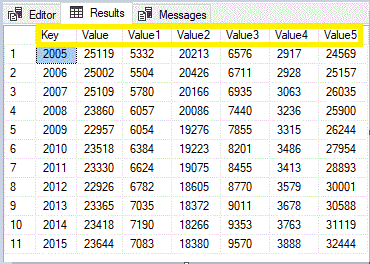 Editor Results Messages
Key Value Value1 Value2 Value3 Value4 Value5
1 2005 25119 5332 20213 6576 2917 24569
2 2006 25002 5504 20426 6711 2928 25157
3 2007 25109 5780 20166 6935 3063 26035
4 2008 23860 6057 20086 7440 3236 25900
5 2009 22957 6054 19276 7855 3315 26244
6 2010 23518 6384 19223 8201 3486 27954
7 2011 23330 6624 19075 8455 3413 28893
8 2012 22926 6782 18605 8770 3579 30001
9 2013 23365 7035 18372 9011 3678 30588
10 2014 23418 7190 18266 9353 3763 31119
11 2015 23644 7083 18380 9570 3888 32444